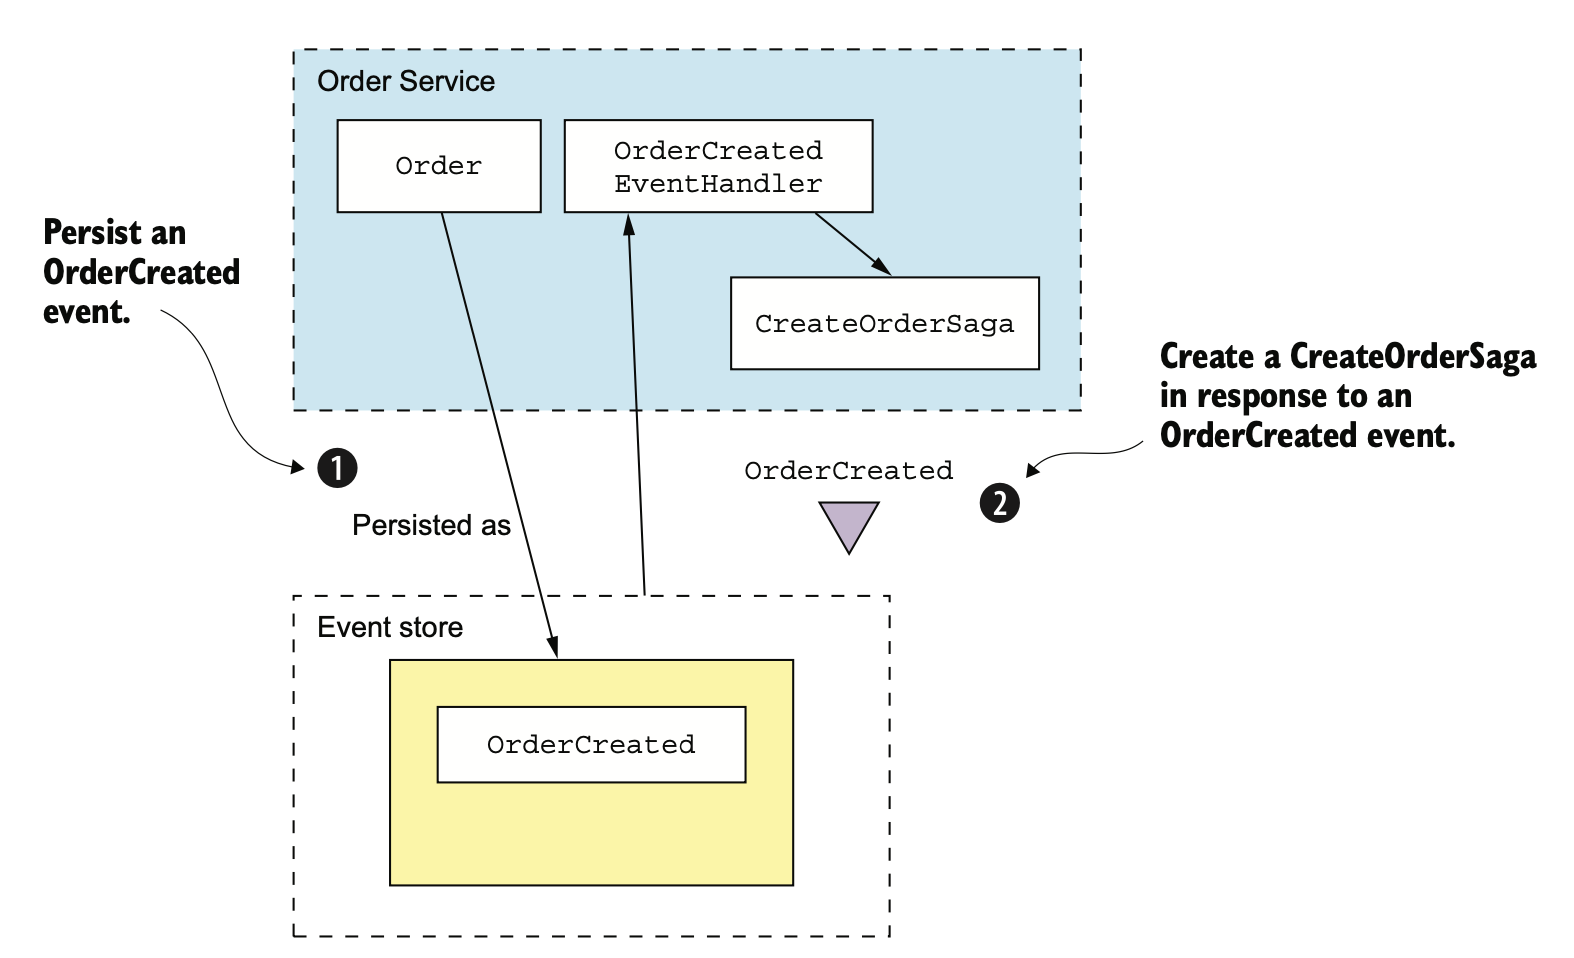 Order Service
Order
OrderCreated
EventHandler
Persist an
OrderCreated
event.
CreateOrderSaga
Create a CreateOrderSaga
in response to an
OrderCreated event.
1
OrderCreated
2
Persisted as
Event store
OrderCreated